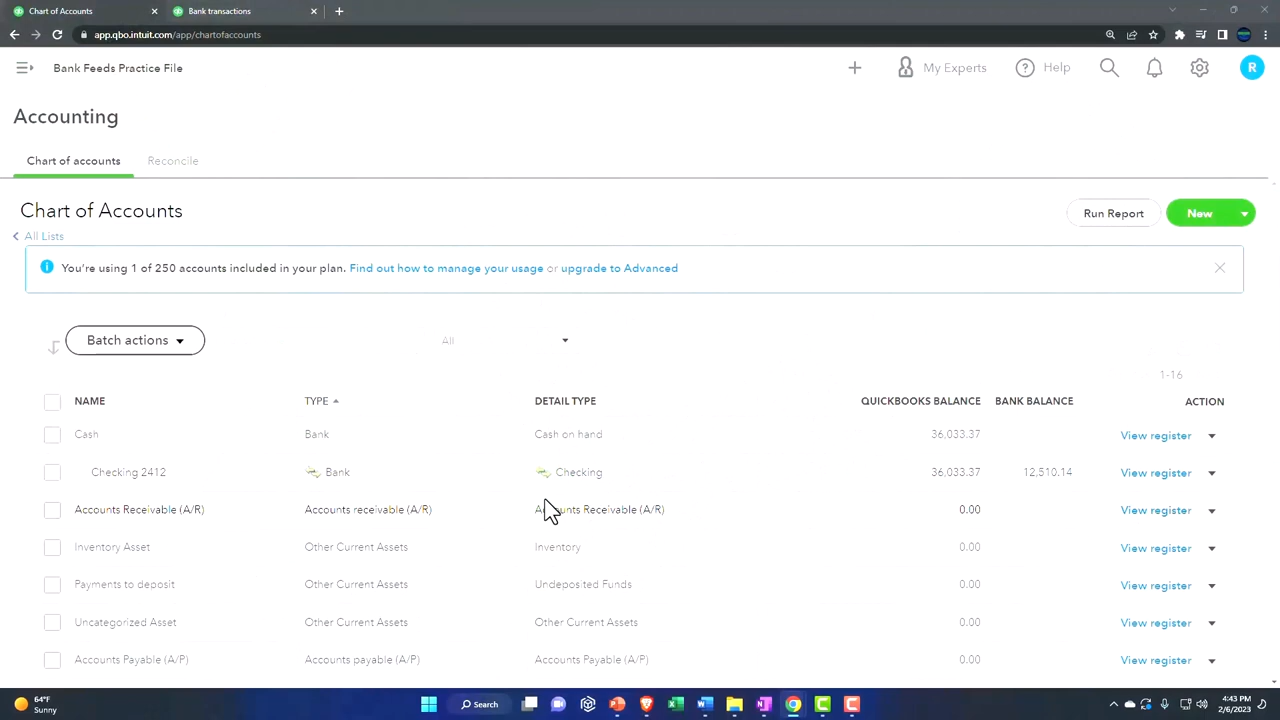 Chart of Accounts
Bank transactions
app.qbo.intuit.com/app/chartofaccounts
Bank Feeds Practice File
My Experts
Help
R
Accounting
Chart of accounts
Reconcile
Chart of Accounts
Run Report
New
All Lists
You're using 1 of 250 accounts included in your plan. Find out how to manage your usage or upgrade to Advanced
Batch actions
All
1-16
NAME TYPE DETAIL TYPE QUICKBOOKS BALANCE BANK BALANCE ACTION
Cash Bank Cash on hand 36,033.37 View register
Checking 2412 Bank Checking 36,033.37 12,510.14 View register
Accounts Receivable (A/R) Accounts receivable (A/R) Accounts Receivable (A/R) 0.00 View register
Inventory Asset Other Current Assets Inventory 0.00 View register
Payments to deposit Other Current Assets Undeposited Funds 0.00 View register
Uncategorized Asset Other Current Assets Other Current Assets 0.00 View register
Accounts Payable (A/P) Accounts payable (A/P) Accounts Payable (A/P) 0.00 View register
64°F
Sunny
Search
4:43 PM
2/6/2023